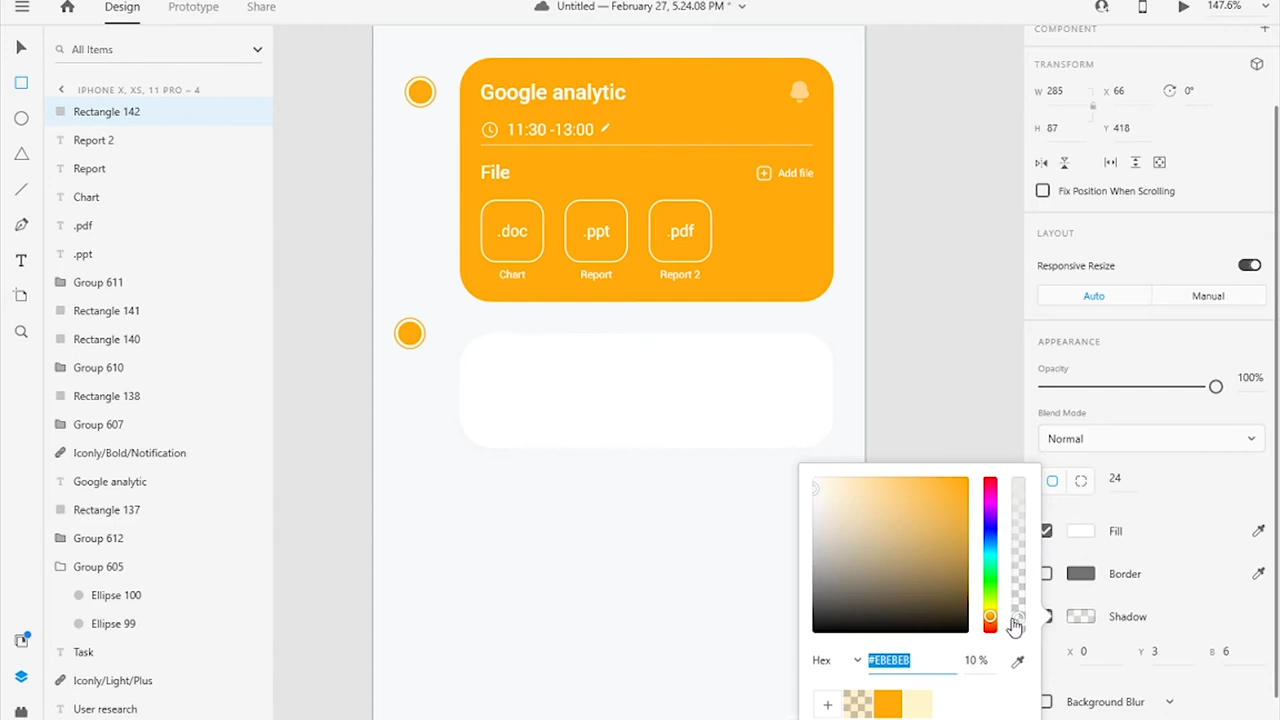 Design Prototype Share Untitled — February 27, 5.24.08 PM * 147.6%
All Items
IPHONE X, XS, 11 PRO – 4
Rectangle 142
Report 2
Report
Chart
.pdf
.ppt
Group 611
Rectangle 141
Rectangle 140
Group 610
Rectangle 138
Group 607
Iconly/Bold/Notification
Google analytic
Rectangle 137
Group 612
Group 605
Ellipse 100
Ellipse 99
Task
Iconly/Light/Plus
User research
Google analytic
11:30 -13:00
File Add file
.doc .ppt .pdf
Chart Report Report 2
Hex #EBEBEB 10 %
COMPONENT
TRANSFORM
W 285 X 66 0°
H 87 Y 418
Fix Position When Scrolling
LAYOUT
Responsive Resize
Auto Manual
APPEARANCE
Opacity 100%
Blend Mode
Normal
24
Fill
Border
Shadow
X 0 Y 3 B 6
Background Blur